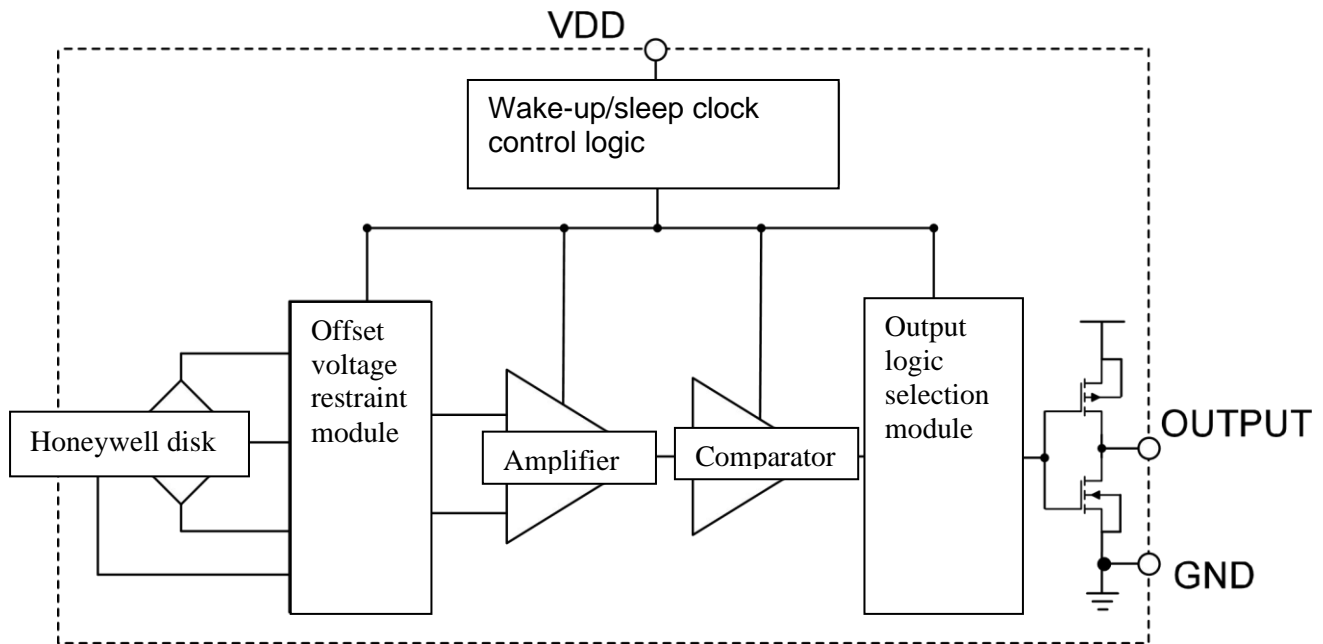 VDD
Wake-up/sleep clock
control logic
Offset
voltage
restraint
module
Output
logic
selection
module
Honeywell disk
Amplifier
Comparator
OUTPUT
GND